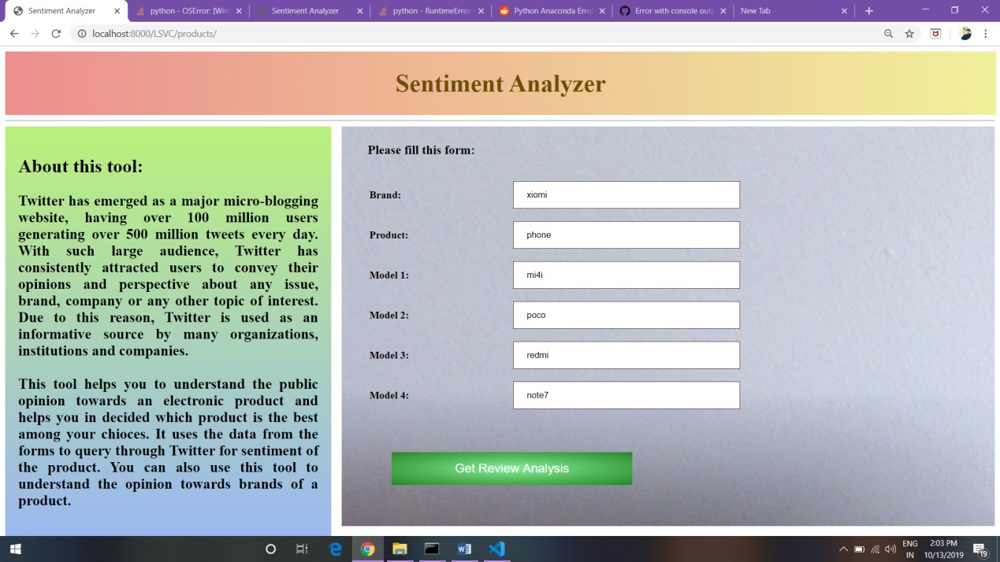 Sentiment Analyzer
python - OSError: [Win
Sentiment Analyzer
python - RuntimeError:
Python Anaconda Erro
Error with console outp
New Tab
localhost:8000/LSVC/products/
Sentiment Analyzer
About this tool:
Twitter has emerged as a major micro-blogging
website, having over 100 million users
generating over 500 million tweets every day.
With such large audience, Twitter has
consistently attracted users to convey their
opinions and perspective about any issue,
brand, company or any other topic of interest.
Due to this reason, Twitter is used as an
informative source by many organizations,
institutions and companies.
This tool helps you to understand the public
opinion towards an electronic product and
helps you in decided which product is the best
among your chioces. It uses the data from the
forms to query through Twitter for sentiment of
the product. You can also use this tool to
understand the opinion towards brands of a
product.
Please fill this form:
Brand: xiomi
Product: phone
Model 1: mi4i
Model 2: poco
Model 3: redmi
Model 4: note7
Get Review Analysis
ENG
IN
2:03 PM
10/13/2019
19